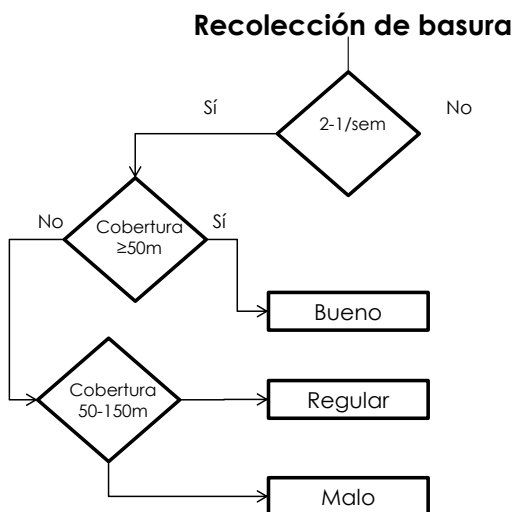 Recolección de basura
Sí
2-1/sem
No
No
Cobertura
≥50m
Sí
Bueno
Cobertura
50-150m
Regular
Malo